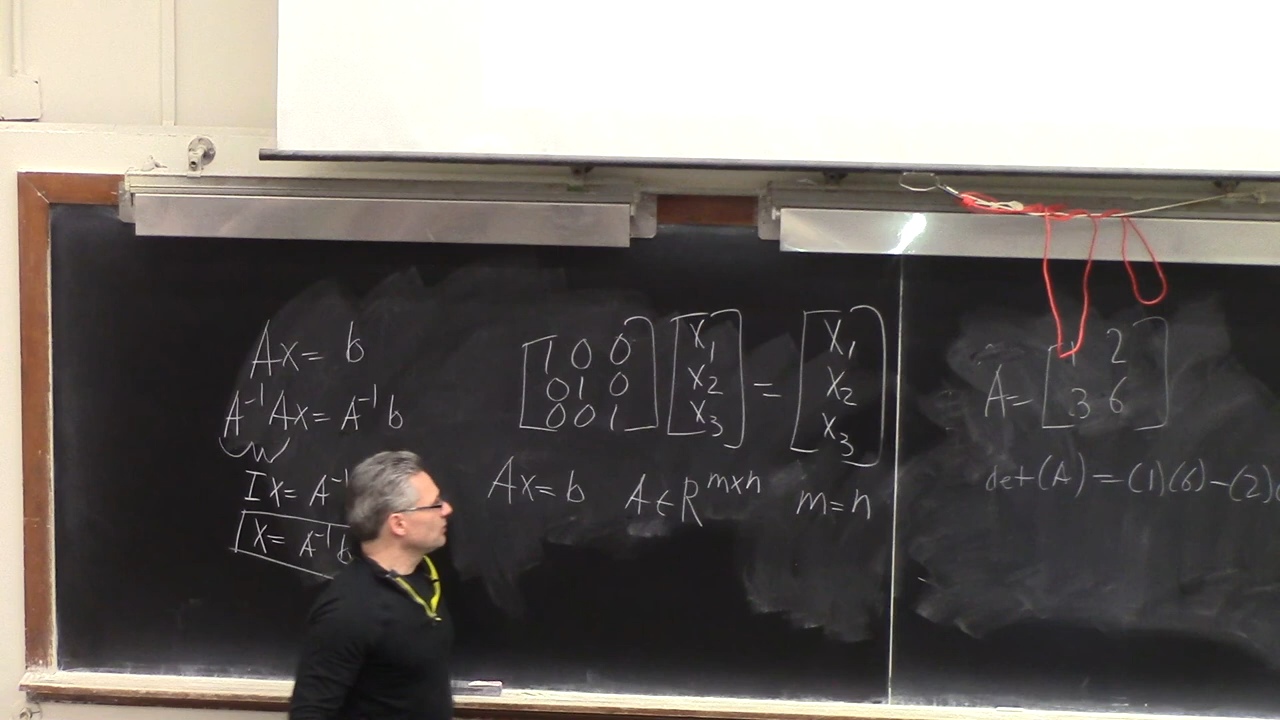 Ax = b
A⁻¹Ax = A⁻¹b
Ix = A⁻¹
x = A⁻¹b
[1 0 0] [x₁] = [x₁]
[0 1 0] [x₂] [x₂]
[0 0 1] [x₃] [x₃]
Ax = b A ∈ R^(m×n) m = n
A = [1 2]
[3 6]
det(A) = (1)(6) − (2)(